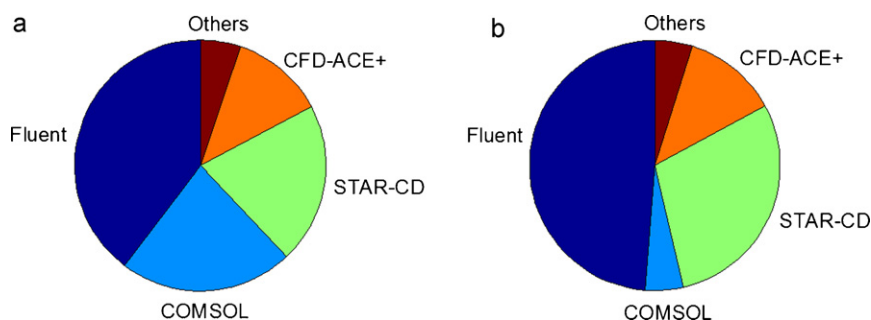 a
Others
CFD-ACE+
Fluent
STAR-CD
COMSOL
b
Others
CFD-ACE+
Fluent
STAR-CD
COMSOL